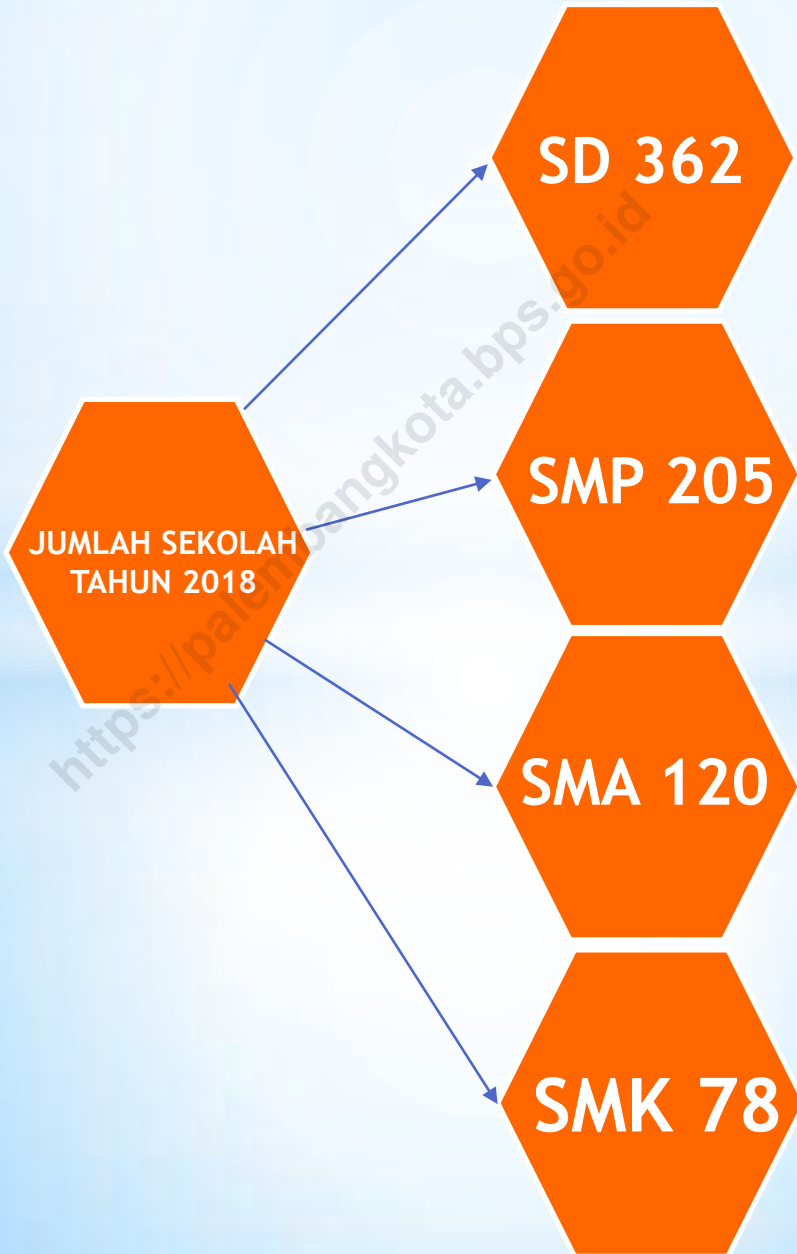 SD 362
SMP 205
JUMLAH SEKOLAH
TAHUN 2018
SMA 120
SMK 78
https://palembangkota.bps.go.id